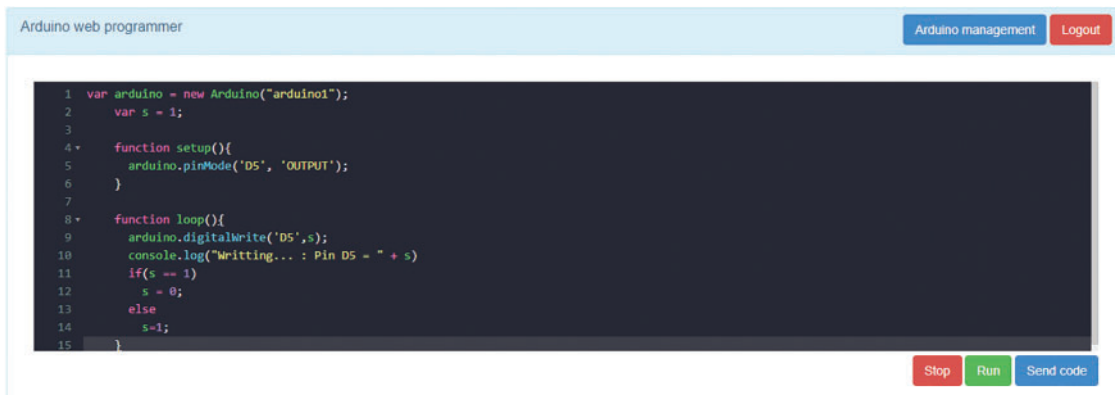 Arduino web programmer
Arduino management
Logout
1 var arduino = new Arduino("arduino1");
2 var s = 1;
3
4 function setup(){
5 arduino.pinMode('D5', 'OUTPUT');
6 }
7
8 function loop(){
9 arduino.digitalWrite('D5',s);
10 console.log("Writting... : Pin D5 = " + s)
11 if(s == 1)
12 s = 0;
13 else
14 s=1;
15 }
Stop
Run
Send code